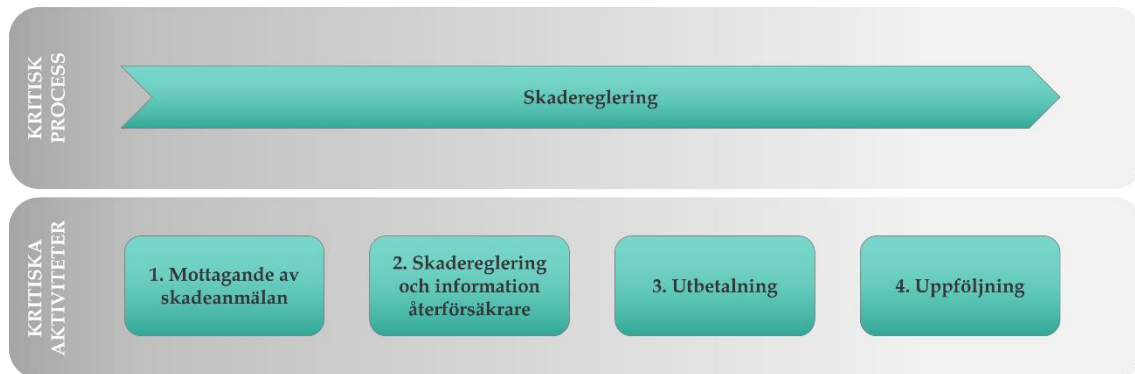 KRITISK
PROCESS
Skadereglering
KRITISKA
AKTIVITETER
1. Mottagande av
skadeanmälan
2. Skadereglering
och information
återförsäkrare
3. Utbetalning
4. Uppföljning